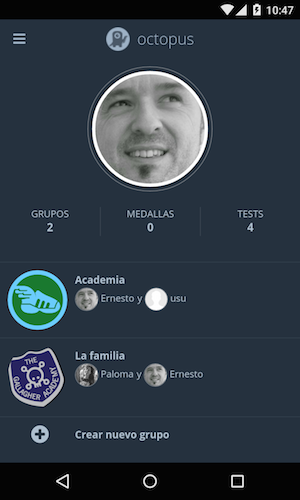 10:47
octopus
GRUPOS MEDALLAS TESTS
2 0 4
Academia
Ernesto y usu
La familia
Paloma y Ernesto
THE
GALLAGHER ACADEMY
Crear nuevo grupo